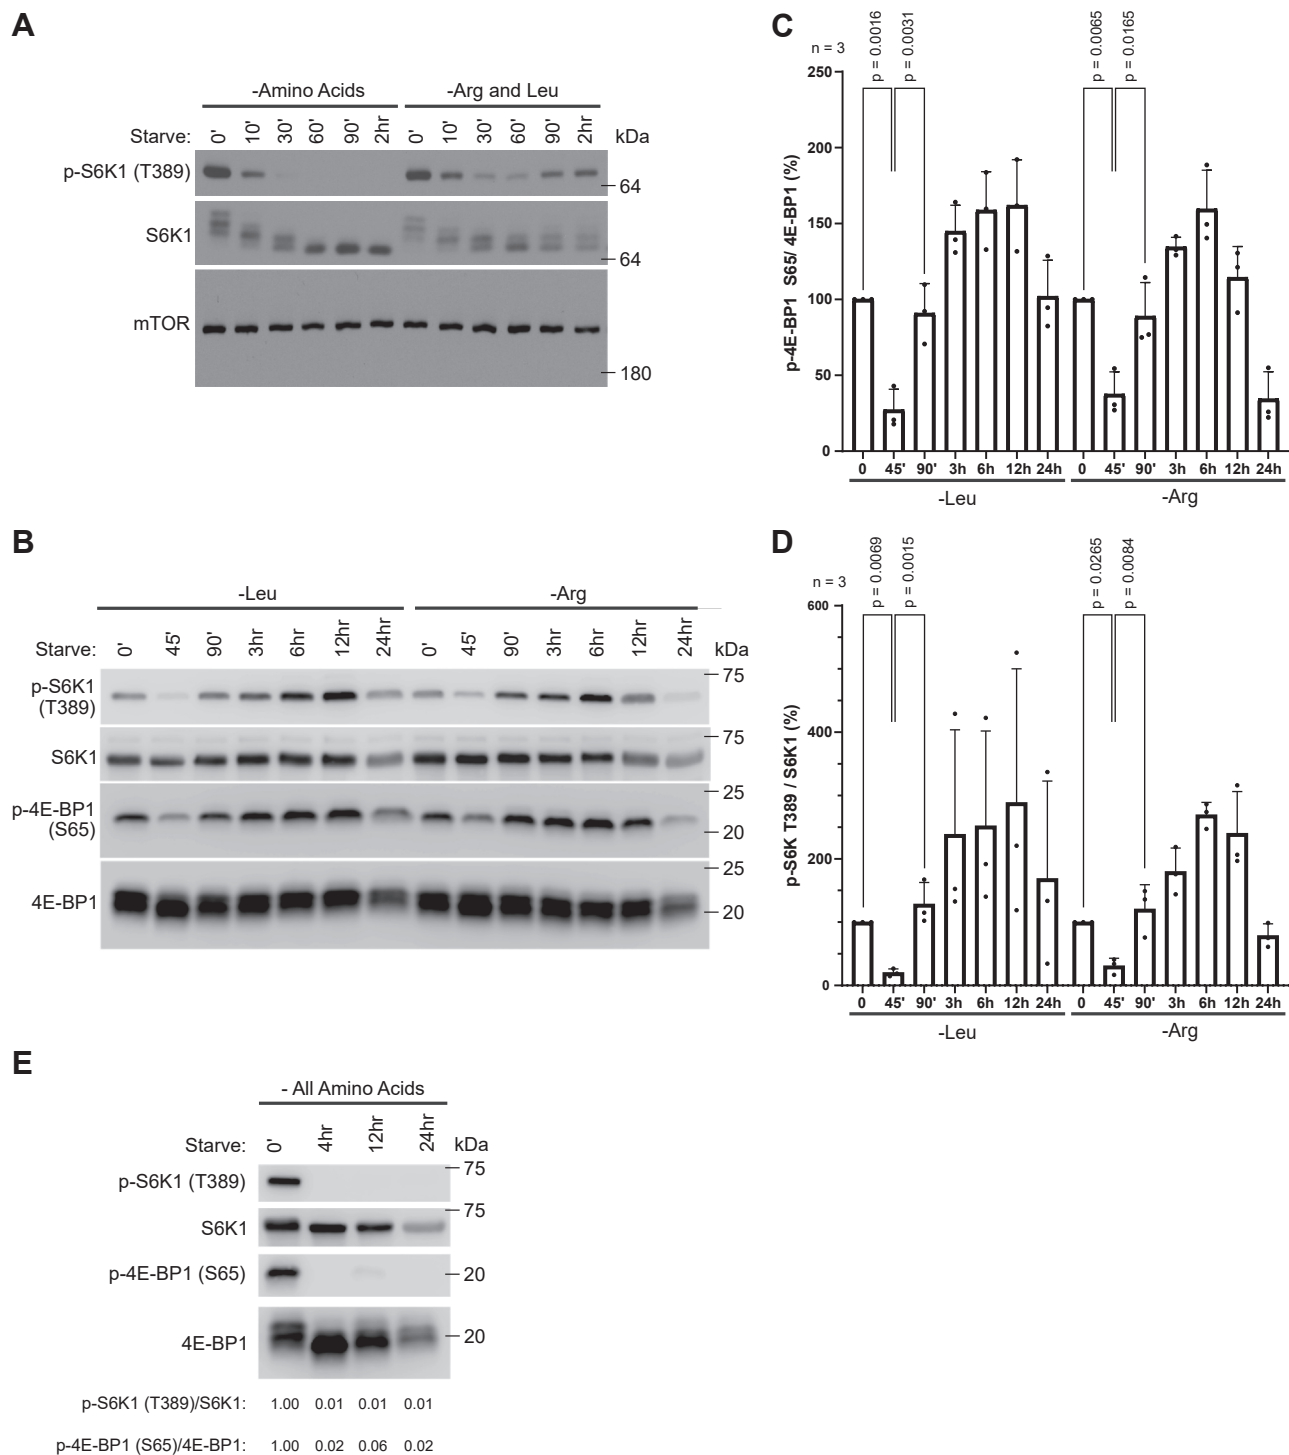 A
-Amino Acids
-Arg and Leu
Starve: 0' 10' 30' 60' 90' 2hr 0' 10' 30' 60' 90' 2hr kDa
p-S6K1 (T389)
64
S6K1
64
mTOR
180
B
-Leu
-Arg
Starve: 0' 45' 90' 3hr 6hr 12hr 24hr 0' 45' 90' 3hr 6hr 12hr 24hr kDa
p-S6K1
(T389)
75
S6K1
75
p-4E-BP1
(S65)
25
20
4E-BP1
25
20
C
n = 3
p = 0.0016
p = 0.0031
p = 0.0065
p = 0.0165
p-4E-BP1 S65/ 4E-BP1 (%)
250
200
150
100
50
0
0 45' 90' 3h 6h 12h 24h 0 45' 90' 3h 6h 12h 24h
-Leu
-Arg
D
n = 3
p = 0.0069
p = 0.0015
p = 0.0265
p = 0.0084
p-S6K T389 / S6K1 (%)
600
400
200
0
0 45' 90' 3h 6h 12h 24h 0 45' 90' 3h 6h 12h 24h
-Leu
-Arg
E
- All Amino Acids
Starve: 0' 4hr 12hr 24hr kDa
p-S6K1 (T389)
75
S6K1
75
p-4E-BP1 (S65)
20
4E-BP1
20
p-S6K1 (T389)/S6K1: 1.00 0.01 0.01 0.01
p-4E-BP1 (S65)/4E-BP1: 1.00 0.02 0.06 0.02